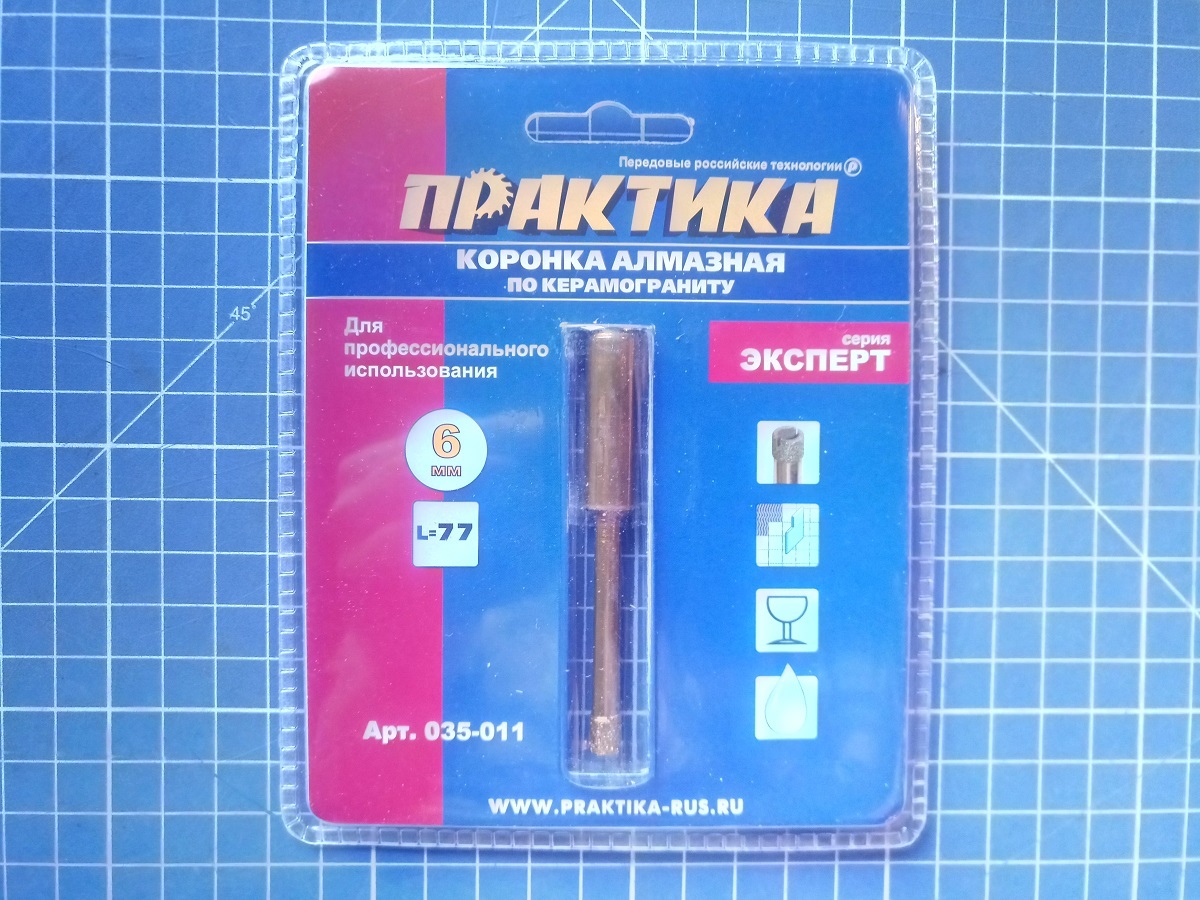 Передовые российские технологии
ПРАКТИКА
КОРОНКА АЛМАЗНАЯ
ПО КЕРАМОГРАНИТУ
Для
профессионального
использования
серия
ЭКСПЕРТ
6
мм
L=77
Арт. 035-011
WWW.PRAKTIKA-RUS.RU
45°